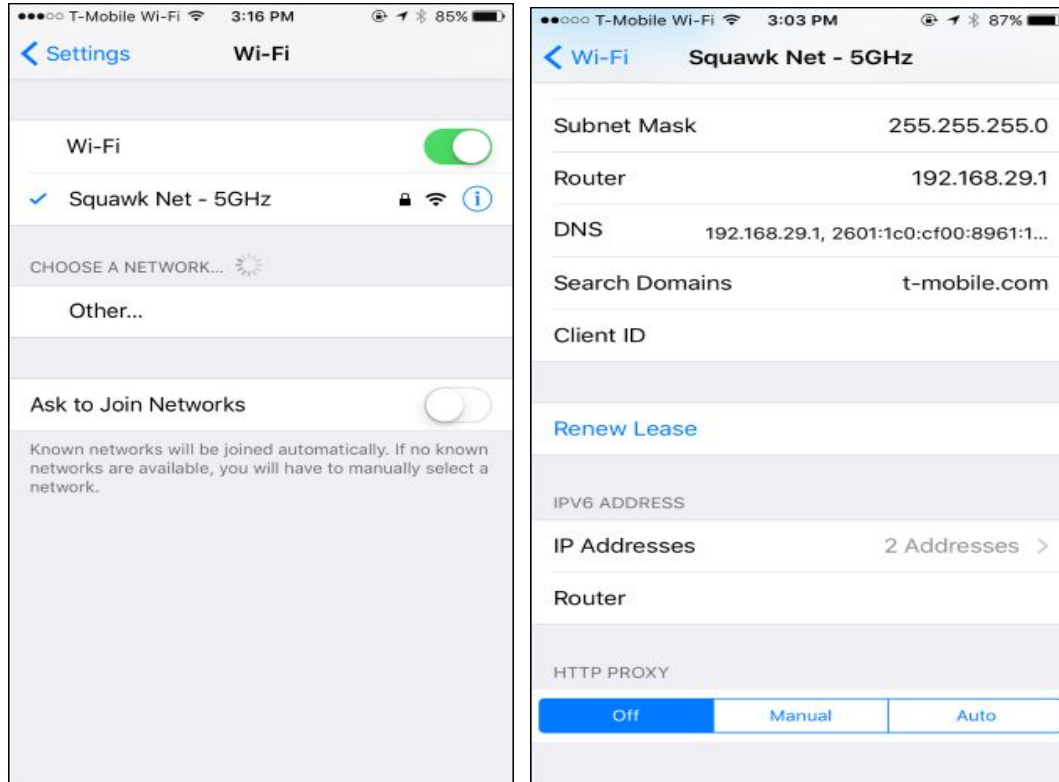 T-Mobile Wi-Fi 3:16 PM 85%
Settings Wi-Fi
Wi-Fi
Squawk Net - 5GHz
CHOOSE A NETWORK...
Other...
Ask to Join Networks
Known networks will be joined automatically. If no known
networks are available, you will have to manually select a
network.
T-Mobile Wi-Fi 3:03 PM 87%
Wi-Fi Squawk Net - 5GHz
Subnet Mask 255.255.255.0
Router 192.168.29.1
DNS 192.168.29.1, 2601:1c0:cf00:8961:1...
Search Domains t-mobile.com
Client ID
Renew Lease
IPV6 ADDRESS
IP Addresses 2 Addresses
Router
HTTP PROXY
Off Manual Auto